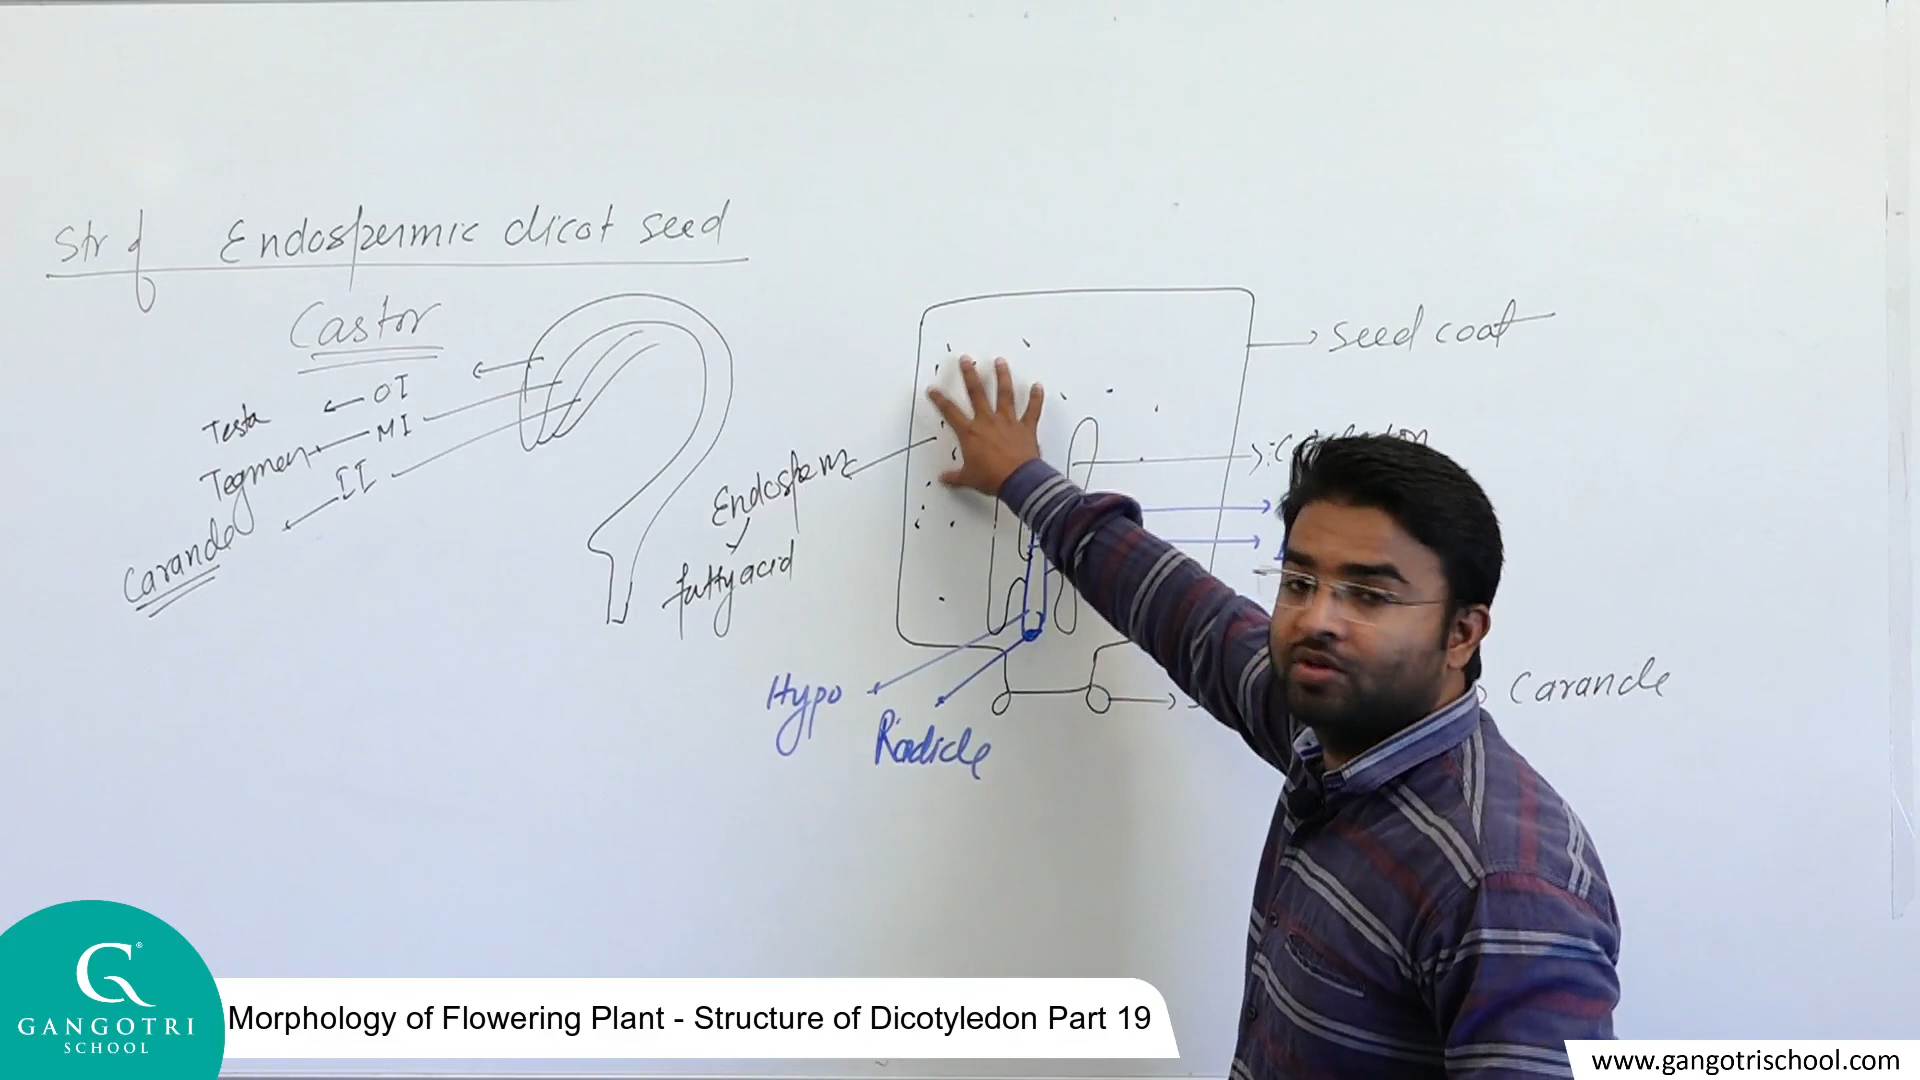 Str of Endospermic dicot seed
Castor
OI
Testa
MI
Tegmen
II
Carancle
Seed coat
Endosperm
fatty acid
Hypo
Radicle
Carancle
G®
GANGOTRI
SCHOOL
Morphology of Flowering Plant - Structure of Dicotyledon Part 19
www.gangotrischool.com